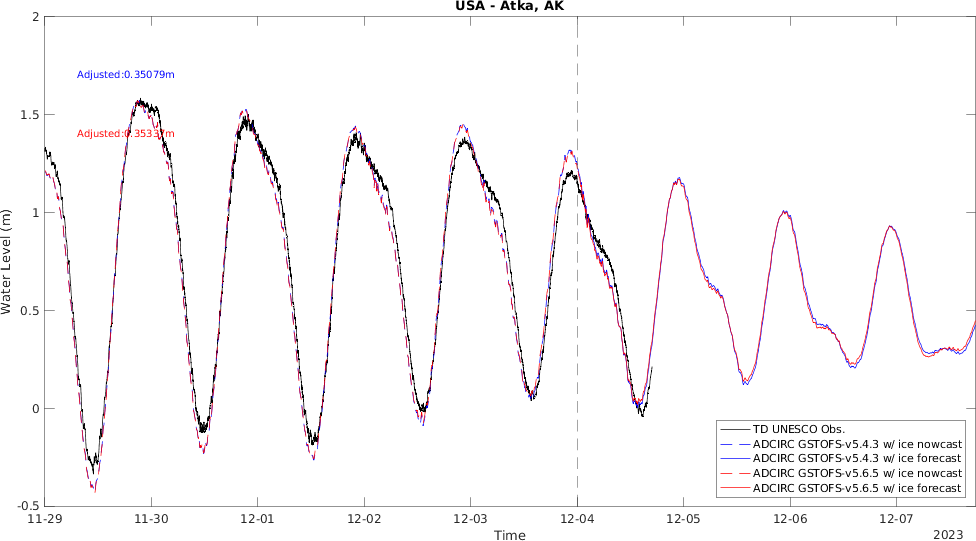 USA - Atka, AK
2
1.5
1
0.5
0
-0.5
Water Level (m)
Adjusted:0.35079m
Adjusted:0.35337m
TD UNESCO Obs.
ADCIRC GSTOFS-v5.4.3 w/ ice nowcast
ADCIRC GSTOFS-v5.4.3 w/ ice forecast
ADCIRC GSTOFS-v5.6.5 w/ ice nowcast
ADCIRC GSTOFS-v5.6.5 w/ ice forecast
11-29 11-30 12-01 12-02 12-03 12-04 12-05 12-06 12-07
Time
2023